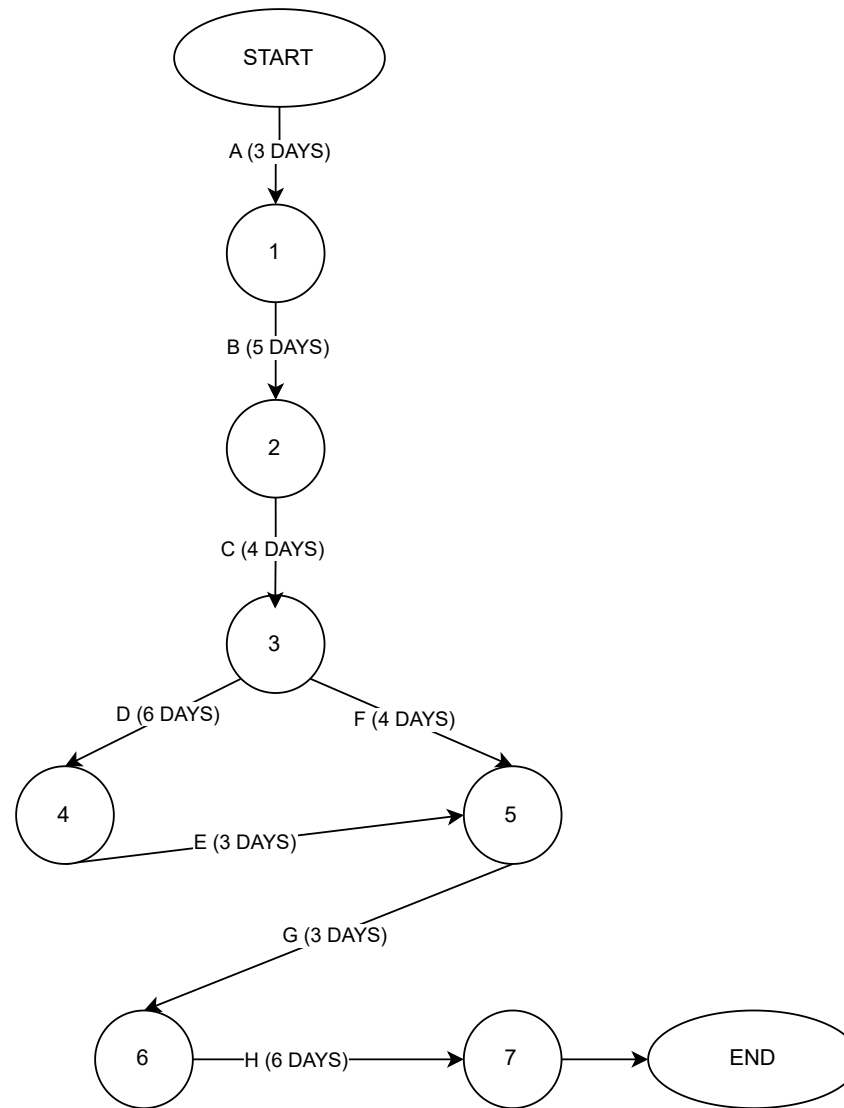 START
A (3 DAYS)
1
B (5 DAYS)
2
C (4 DAYS)
3
D (6 DAYS)
F (4 DAYS)
4
5
E (3 DAYS)
G (3 DAYS)
6
H (6 DAYS)
7
END